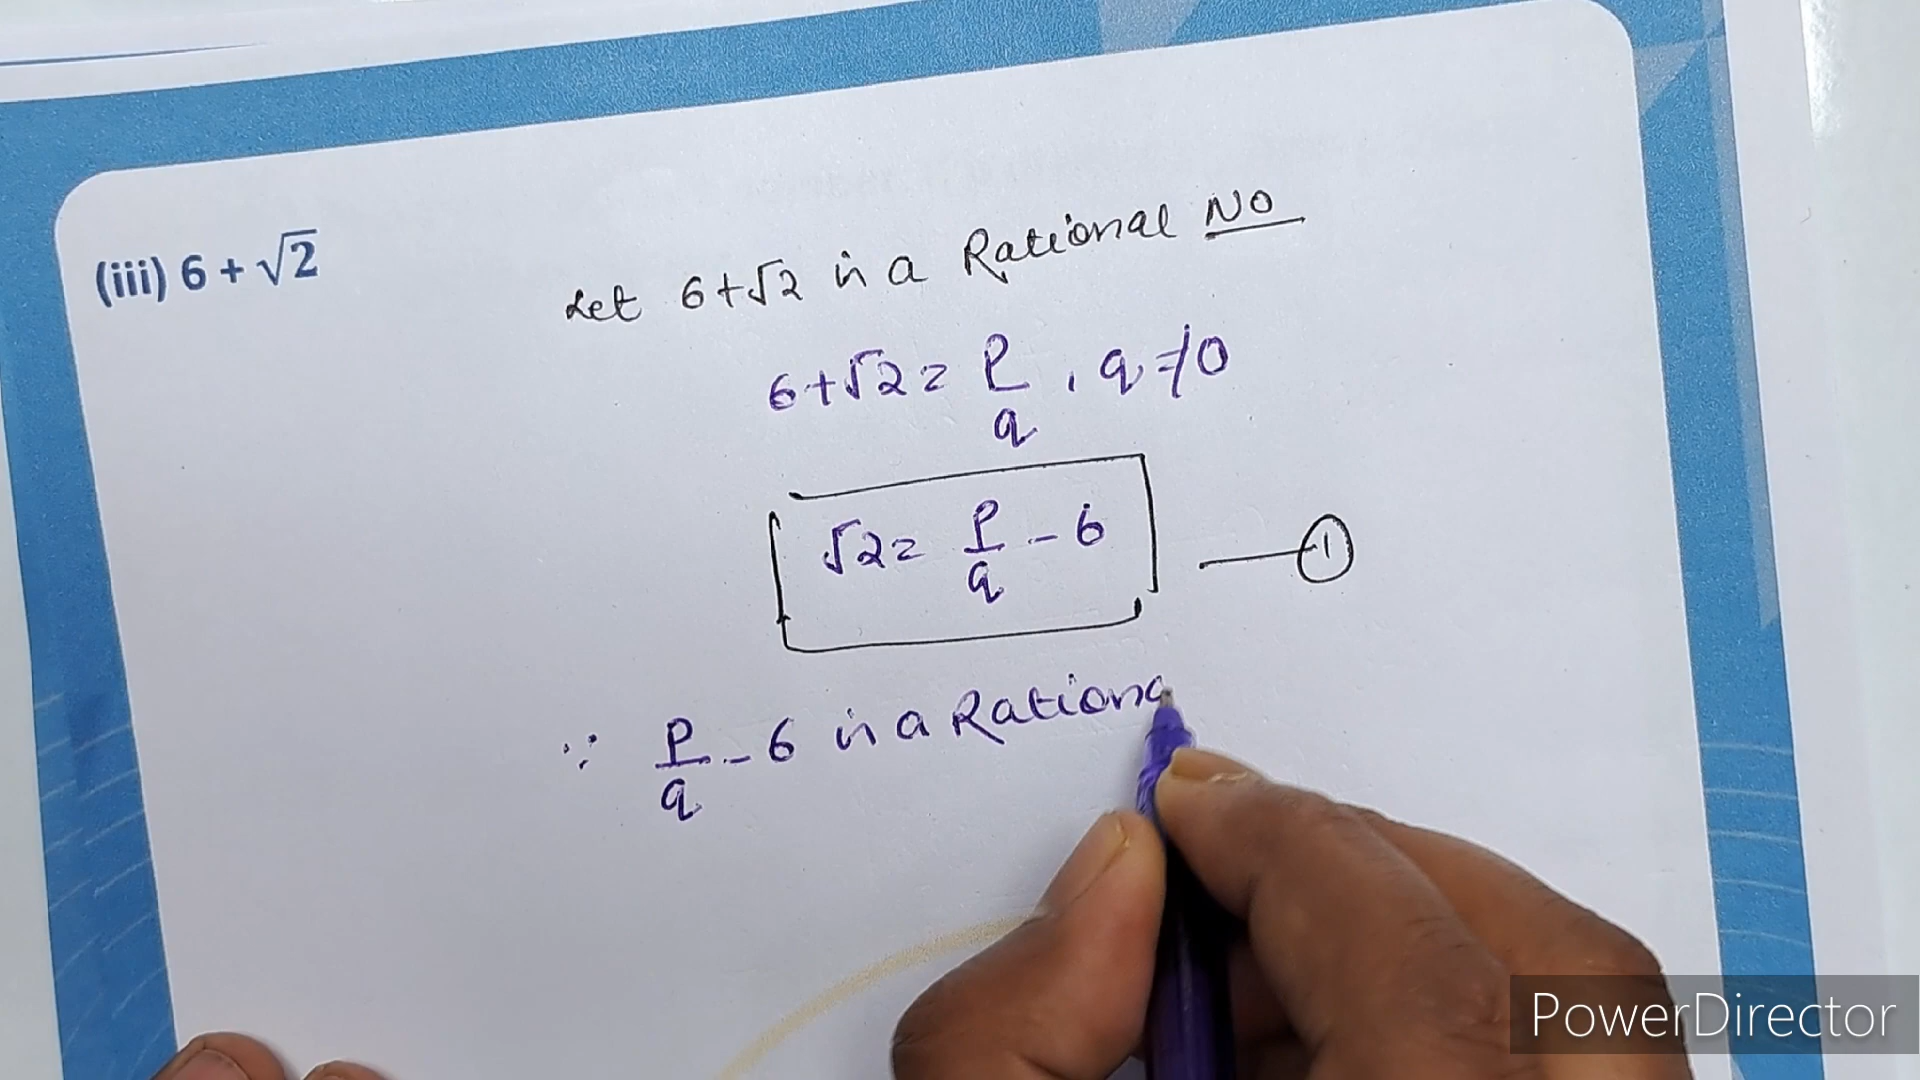 (iii) 6 + √2
Let 6+√2 is a Rational NO
6+√2 = P/q , q ≠ 0
√2 = P/q - 6 — ①
∵ P/q - 6 is a Rationa
PowerDirector